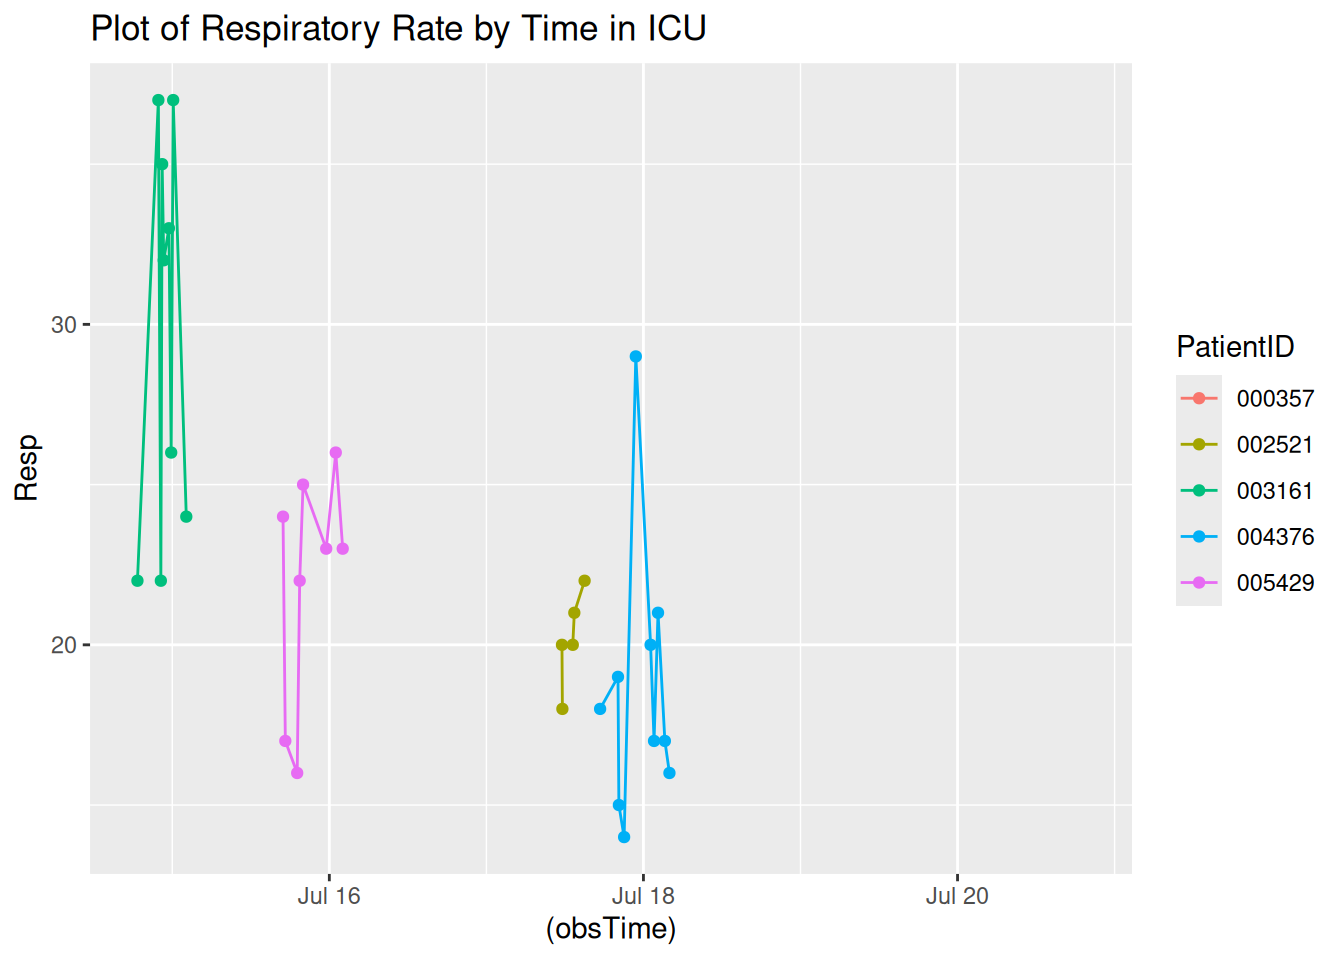 Plot of Respiratory Rate by Time in ICU
30
20
Resp
Jul 16
Jul 18
Jul 20
(obsTime)
PatientID
000357
002521
003161
004376
005429